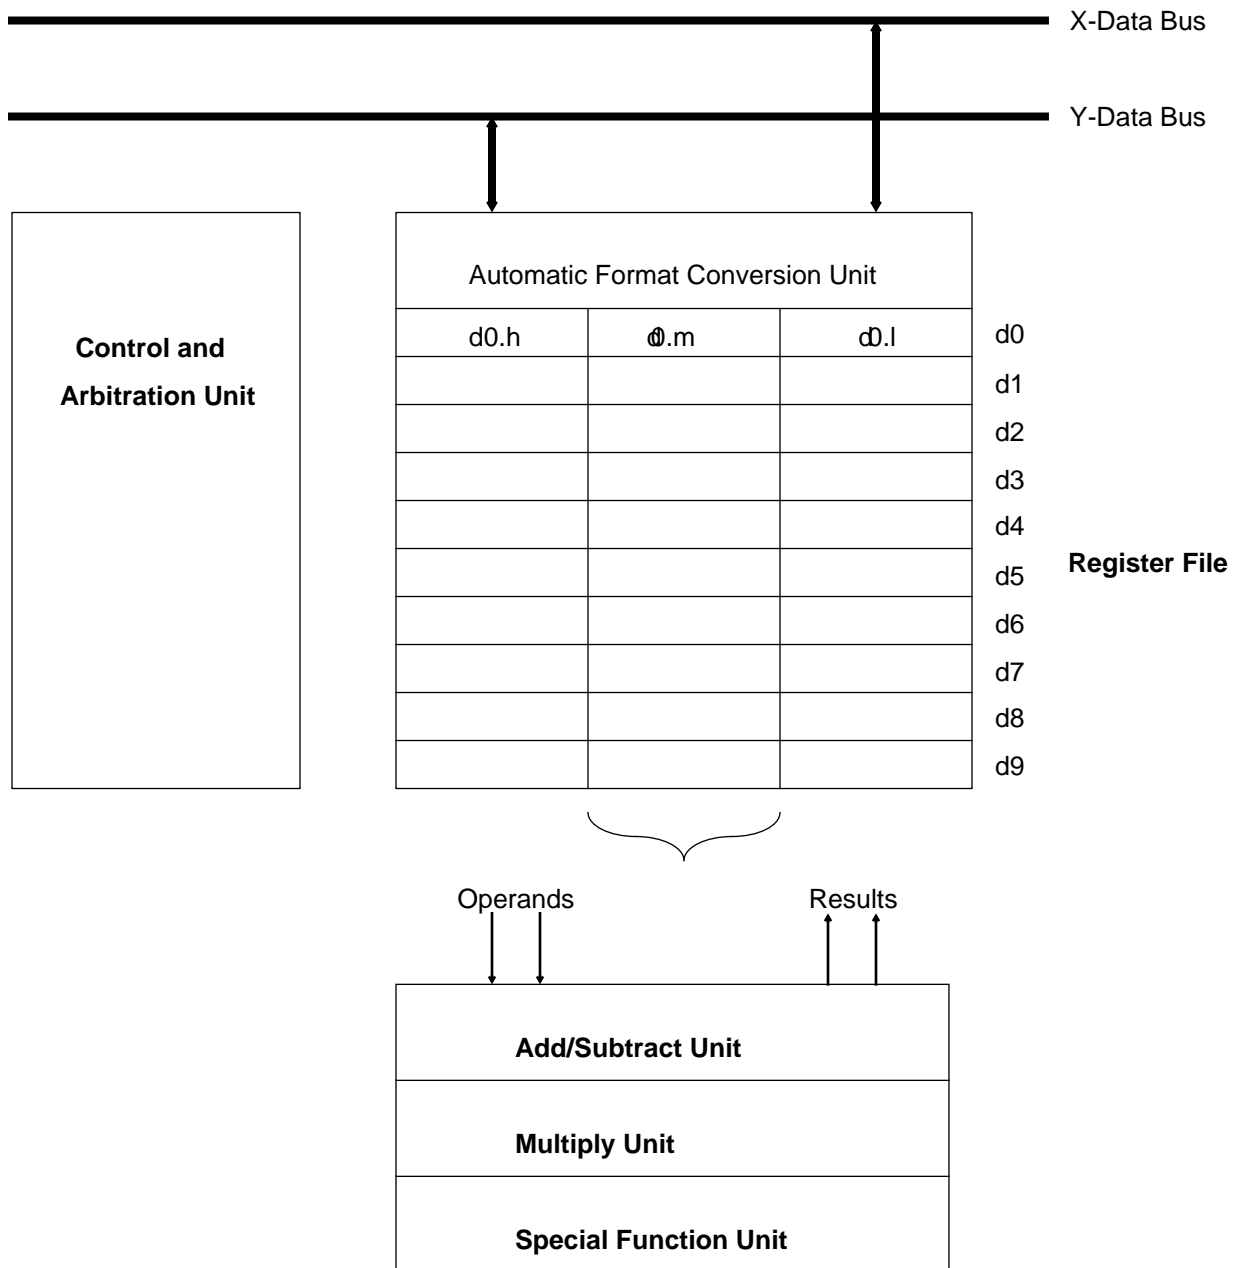 X-Data Bus
Y-Data Bus
Automatic Format Conversion Unit
Control and
Arbitration Unit
d0.h
d0.m
d0.l
d0
d1
d2
d3
d4
d5
d6
d7
d8
d9
Register File
Operands
Results
Add/Subtract Unit
Multiply Unit
Special Function Unit